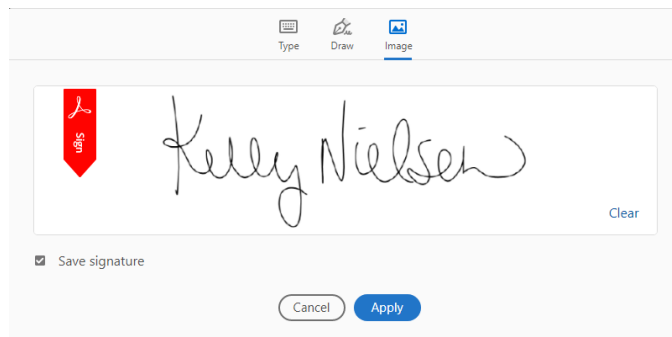 Type Draw Image
Sign
Kelly Nielsen
Clear
Save signature
Cancel Apply